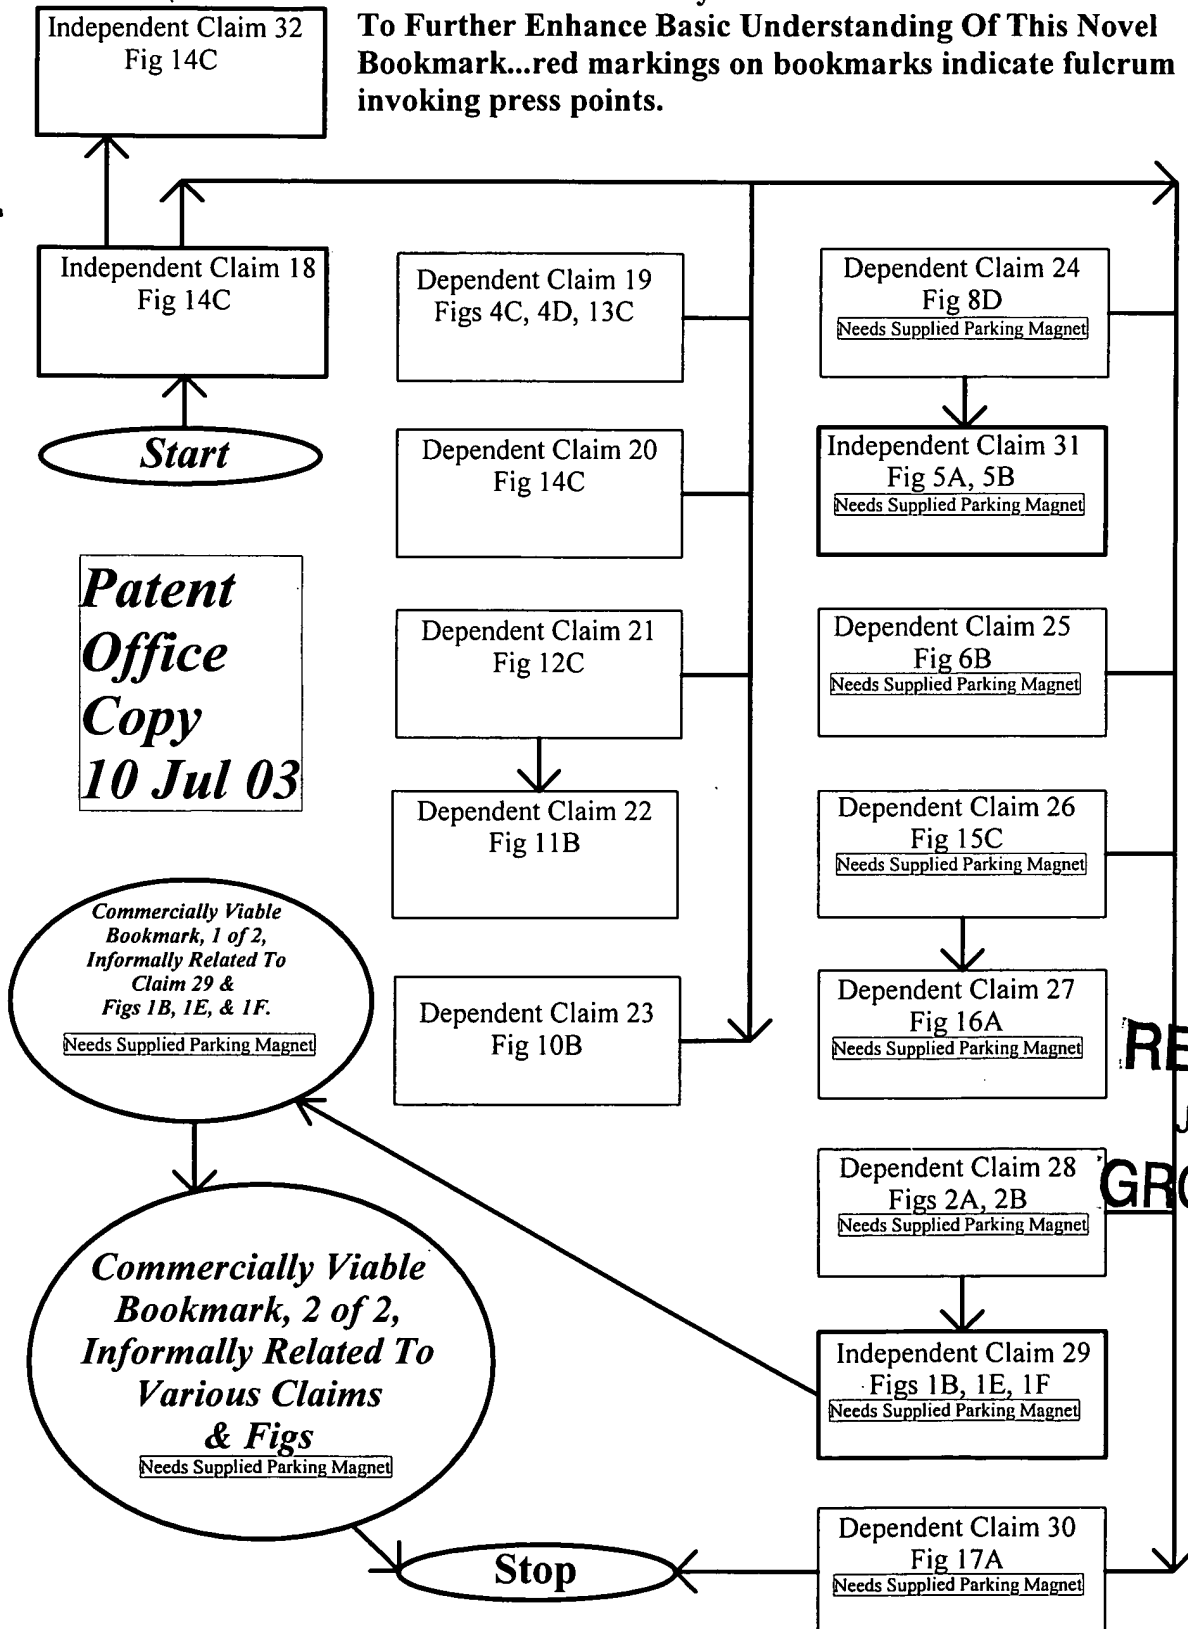 Independent Claim 32
Fig 14C
To Further Enhance Basic Understanding Of This Novel
Bookmark...red markings on bookmarks indicate fulcrum
invoking press points.
Independent Claim 18
Fig 14C
Start
Patent
Office
Copy
10 Jul 03
Dependent Claim 19
Figs 4C, 4D, 13C
Dependent Claim 20
Fig 14C
Dependent Claim 21
Fig 12C
Dependent Claim 22
Fig 11B
Dependent Claim 23
Fig 10B
Dependent Claim 24
Fig 8D
Needs Supplied Parking Magnet
Independent Claim 31
Fig 5A, 5B
Needs Supplied Parking Magnet
Dependent Claim 25
Fig 6B
Needs Supplied Parking Magnet
Dependent Claim 26
Fig 15C
Needs Supplied Parking Magnet
Dependent Claim 27
Fig 16A
Needs Supplied Parking Magnet
Dependent Claim 28
Figs 2A, 2B
Needs Supplied Parking Magnet
Independent Claim 29
Figs 1B, 1E, 1F
Needs Supplied Parking Magnet
Dependent Claim 30
Fig 17A
Needs Supplied Parking Magnet
Commercially Viable
Bookmark, 1 of 2,
Informally Related To
Claim 29 &
Figs 1B, 1E, & 1F.
Needs Supplied Parking Magnet
Commercially Viable
Bookmark, 2 of 2,
Informally Related To
Various Claims
& Figs
Needs Supplied Parking Magnet
Stop